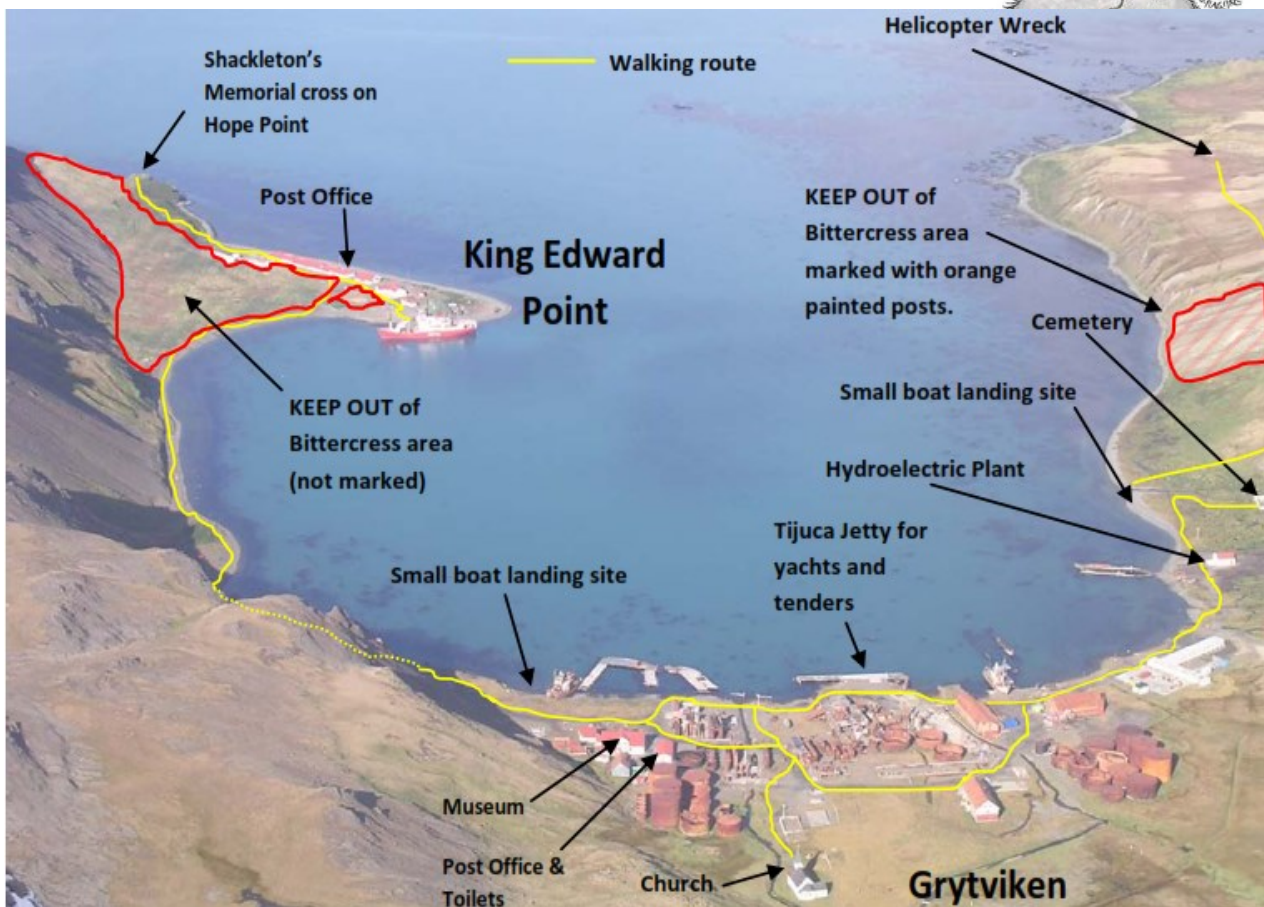 Helicopter Wreck
Shackleton's
Memorial cross on
Hope Point
Walking route
Post Office
King Edward
Point
KEEP OUT of
Bittercress area
marked with orange
painted posts.
Cemetery
Small boat landing site
KEEP OUT of
Bittercress area
(not marked)
Hydroelectric Plant
Tijuca Jetty for
yachts and
tenders
Small boat landing site
Museum
Post Office &
Toilets
Church
Grytviken